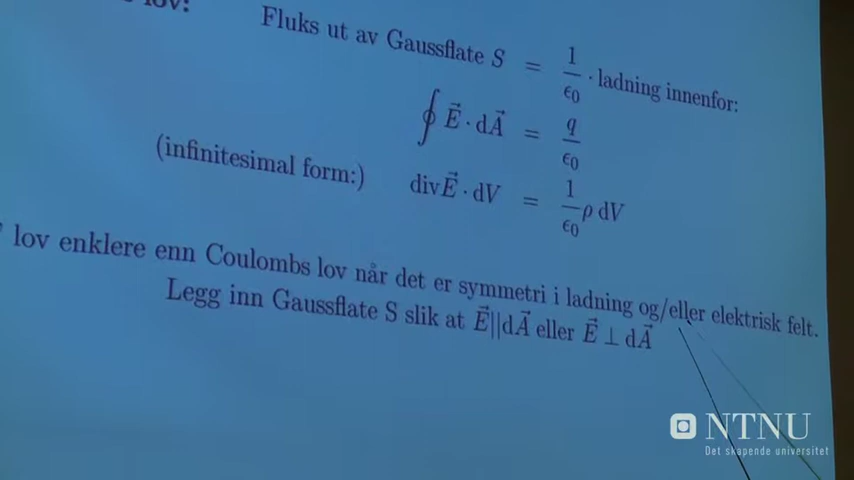 lov:
Fluks ut av Gaussflate S = 1/ϵ₀ · ladning innenfor:
∮ E⃗ · dA⃗ = q/ϵ₀
(infinitesimal form:) divE⃗ · dV = 1/ϵ₀ ρ dV
lov enklere enn Coulombs lov når det er symmetri i ladning og/eller elektrisk felt.
Legg inn Gaussflate S slik at E⃗||dA⃗ eller E⃗ ⊥ dA⃗
NTNU
Det skapende universitet